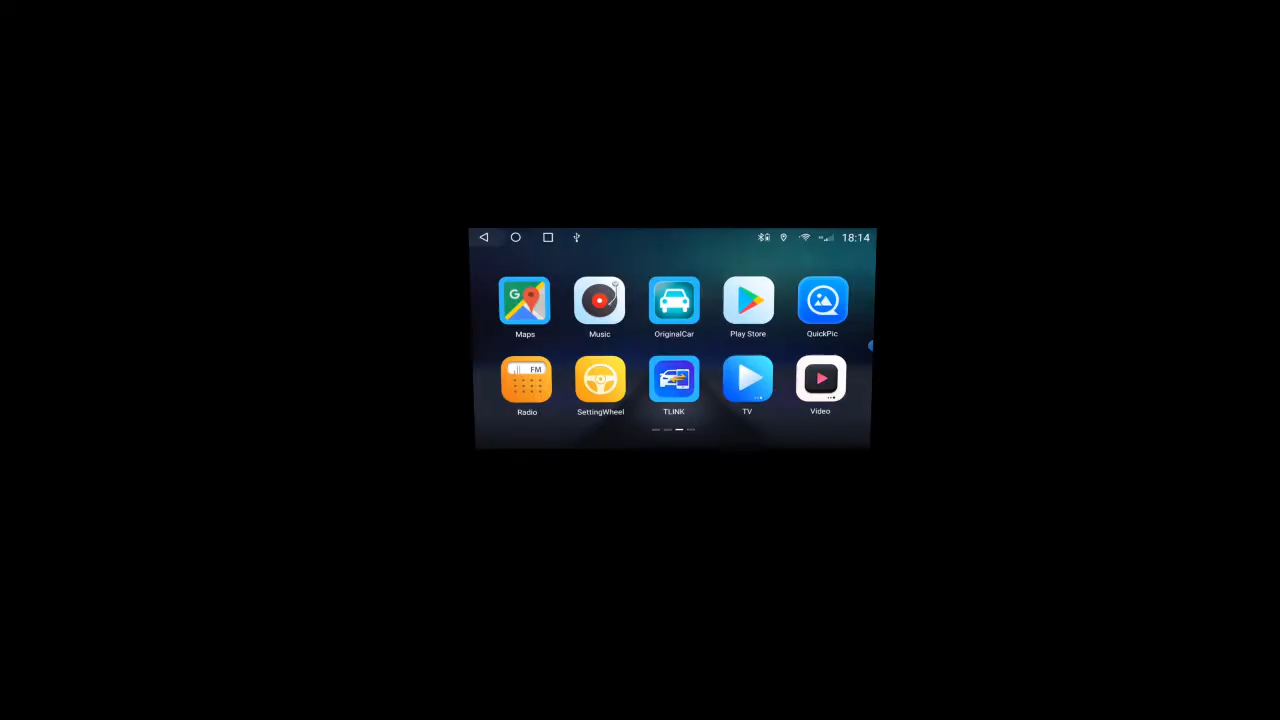 18:14
Maps Music OriginalCar Play Store QuickPic
G
FM
Radio SettingWheel TLINK TV Video